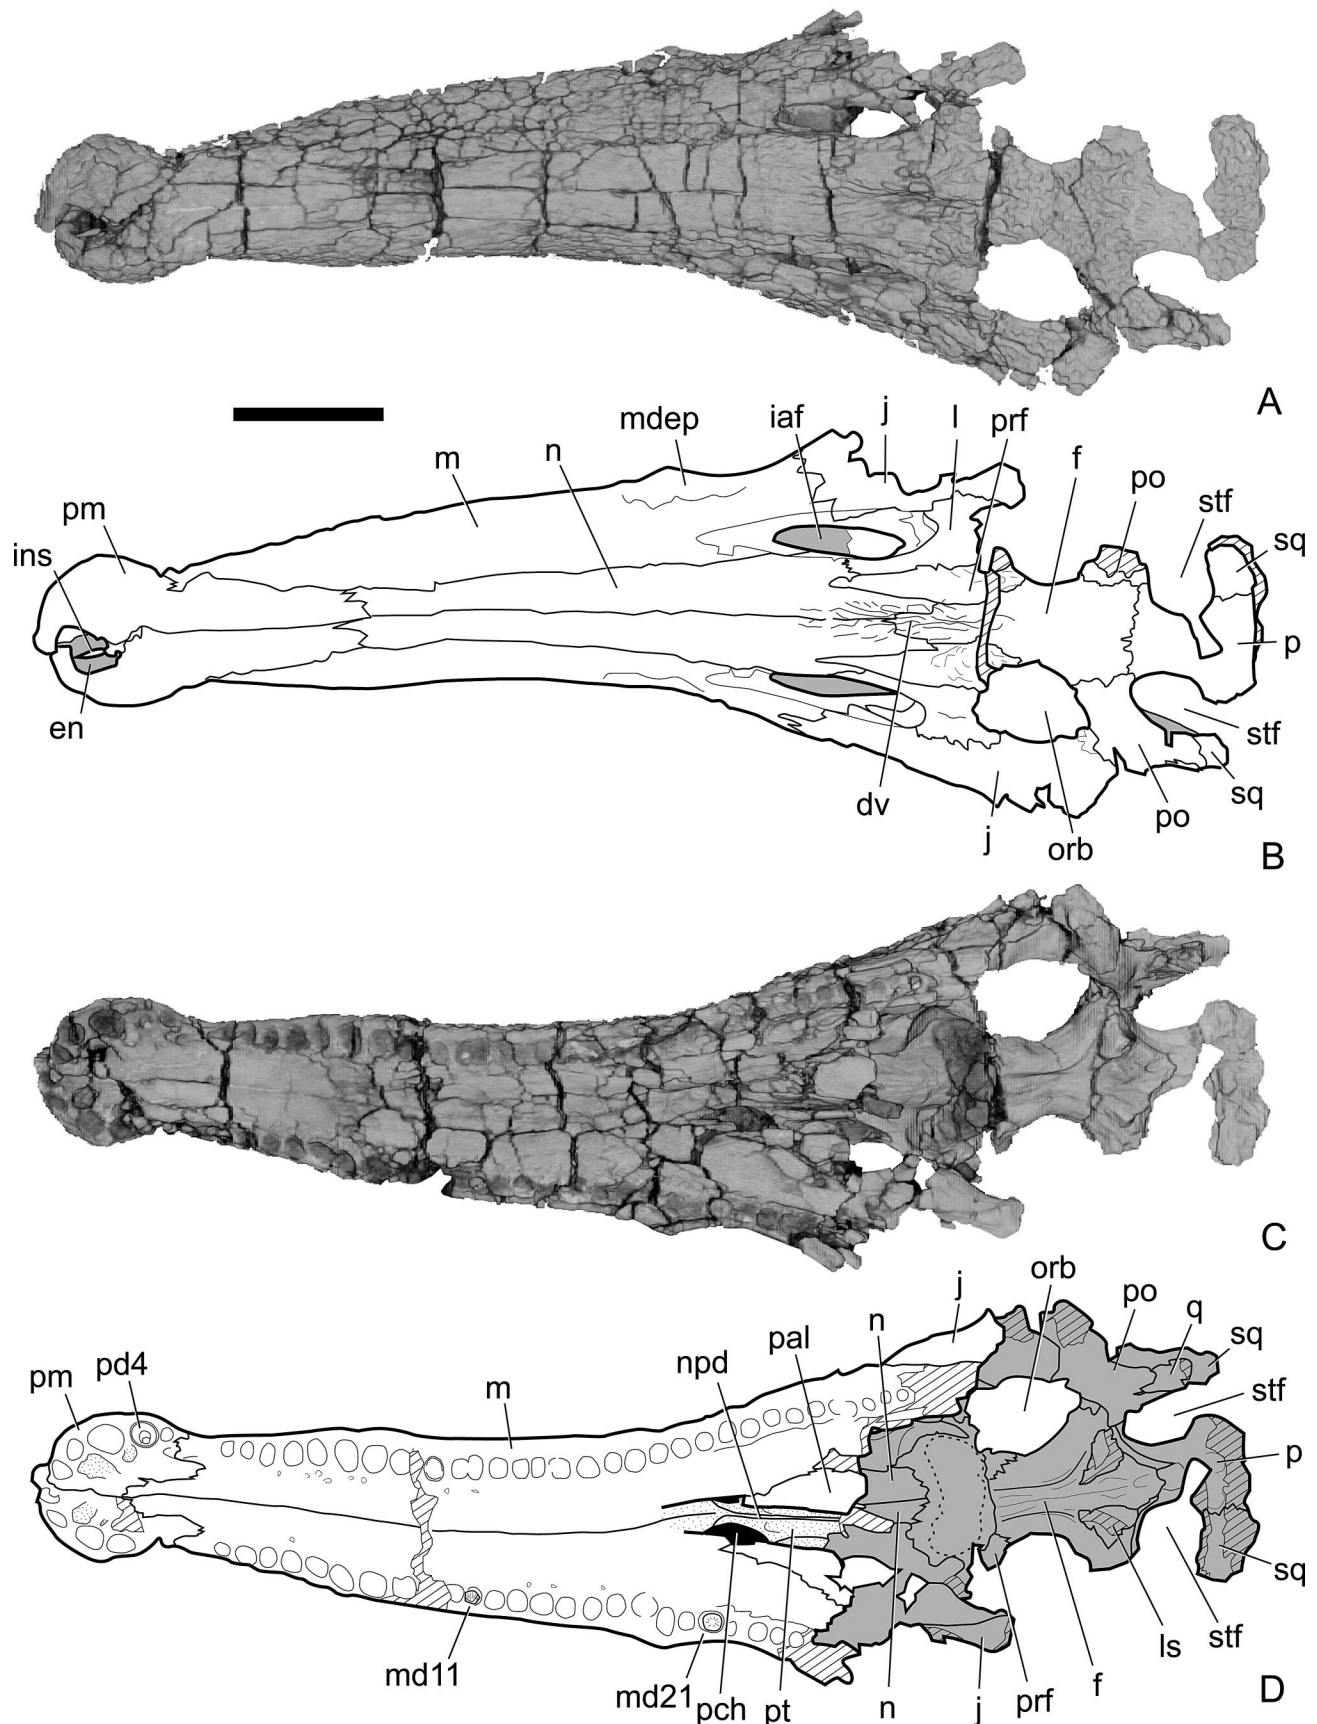 A
mdep
iaf
j
l
prf
m
n
f
po
stf
pm
sq
ins
p
en
stf
dv
sq
po
j
orb
B
C
orb
j
po
q
n
sq
pal
pd4
npd
stf
pm
m
p
sq
ls
stf
md11
md21
pch
pt
n
j
prf
f
D